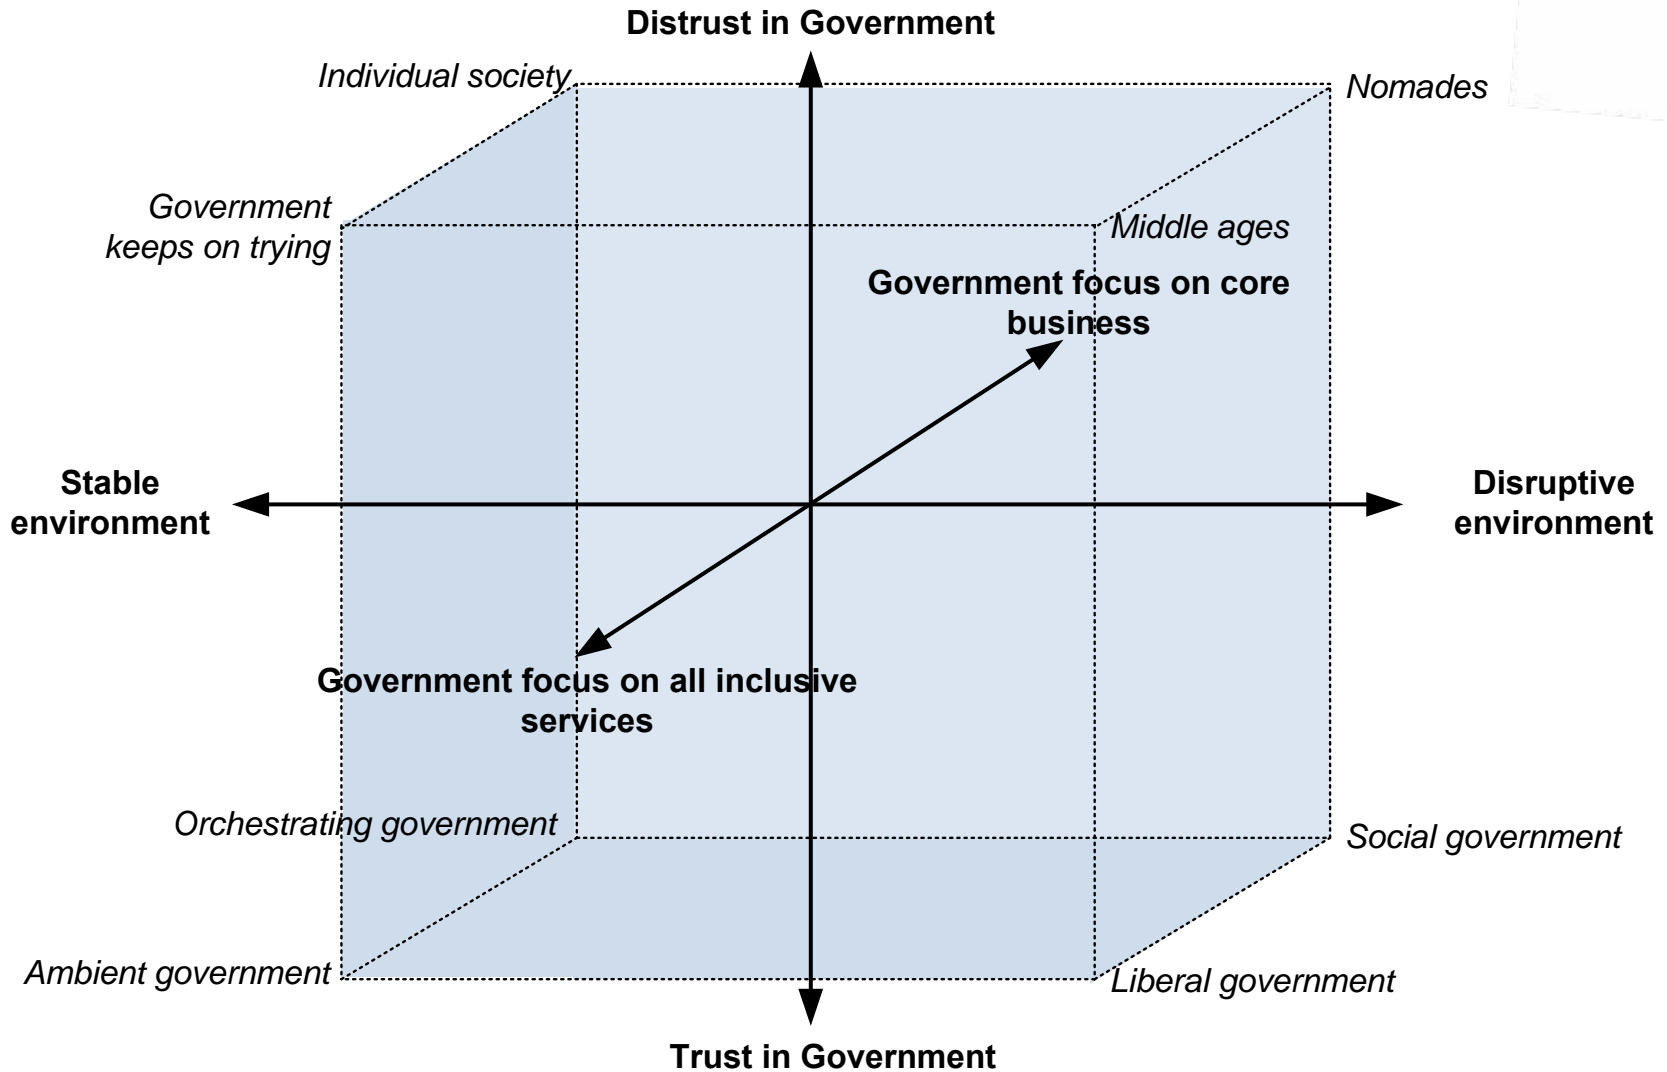 Distrust in Government
Individual society
Nomades
Government
keeps on trying
Middle ages
Government focus on core
business
Stable
environment
Disruptive
environment
Government focus on all inclusive
services
Orchestrating government
Social government
Ambient government
Liberal government
Trust in Government